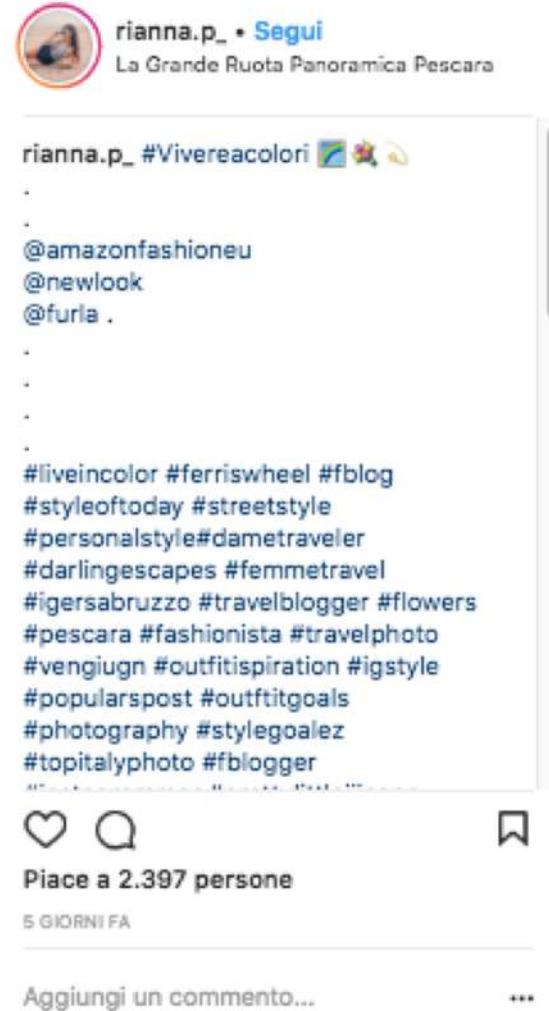 rianna.p_ • Segui
La Grande Ruota Panoramica Pescara
rianna.p_ #Vivereacolori
.
.
@amazonfashioneu
@newlook
@furla .
.
.
.
.
#liveincolor #ferriswheel #fblog
#styleoftoday #streetstyle
#personalstyle#dametraveler
#darlingescapes #femmetravel
#igersabruzzo #travelblogger #flowers
#pescara #fashionista #travelphoto
#vengiugn #outfitispiration #igstyle
#popularspost #outftitgoals
#photography #stylegoalez
#topitalyphoto #fblogger
Piace a 2.397 persone
5 GIORNI FA
Aggiungi un commento...